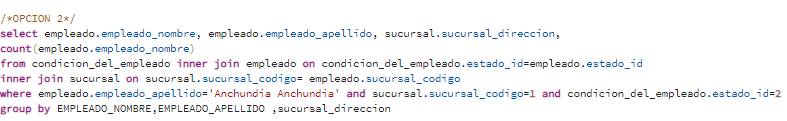 /*OPCION 2*/
select empleado.empleado_nombre, empleado.empleado_apellido, sucursal.sucursal_direccion,
count(empleado.empleado_nombre)
from condicion_del_empleado inner join empleado on condicion_del_empleado.estado_id=empleado.estado_id
inner join sucursal on sucursal.sucursal_codigo= empleado.sucursal_codigo
where empleado.empleado_apellido='Anchundia Anchundia' and sucursal.sucursal_codigo=1 and condicion_del_empleado.estado_id=2
group by EMPLEADO_NOMBRE,EMPLEADO_APELLIDO ,sucursal_direccion